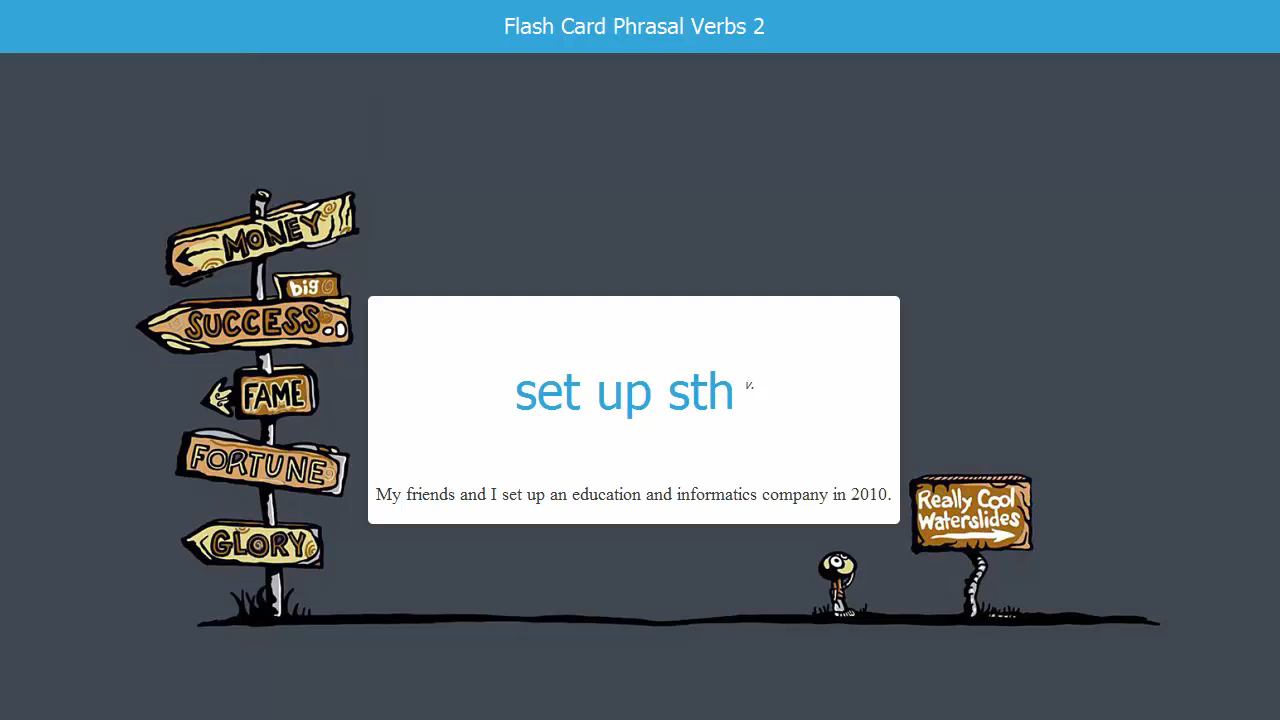 Flash Card Phrasal Verbs 2
MONEY
big
SUCCESS
FAME
FORTUNE
GLORY
set up sth v.
My friends and I set up an education and informatics company in 2010.
Really Cool
Waterslides